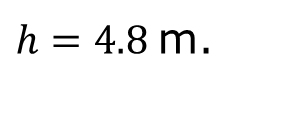 h = 4.8 m.